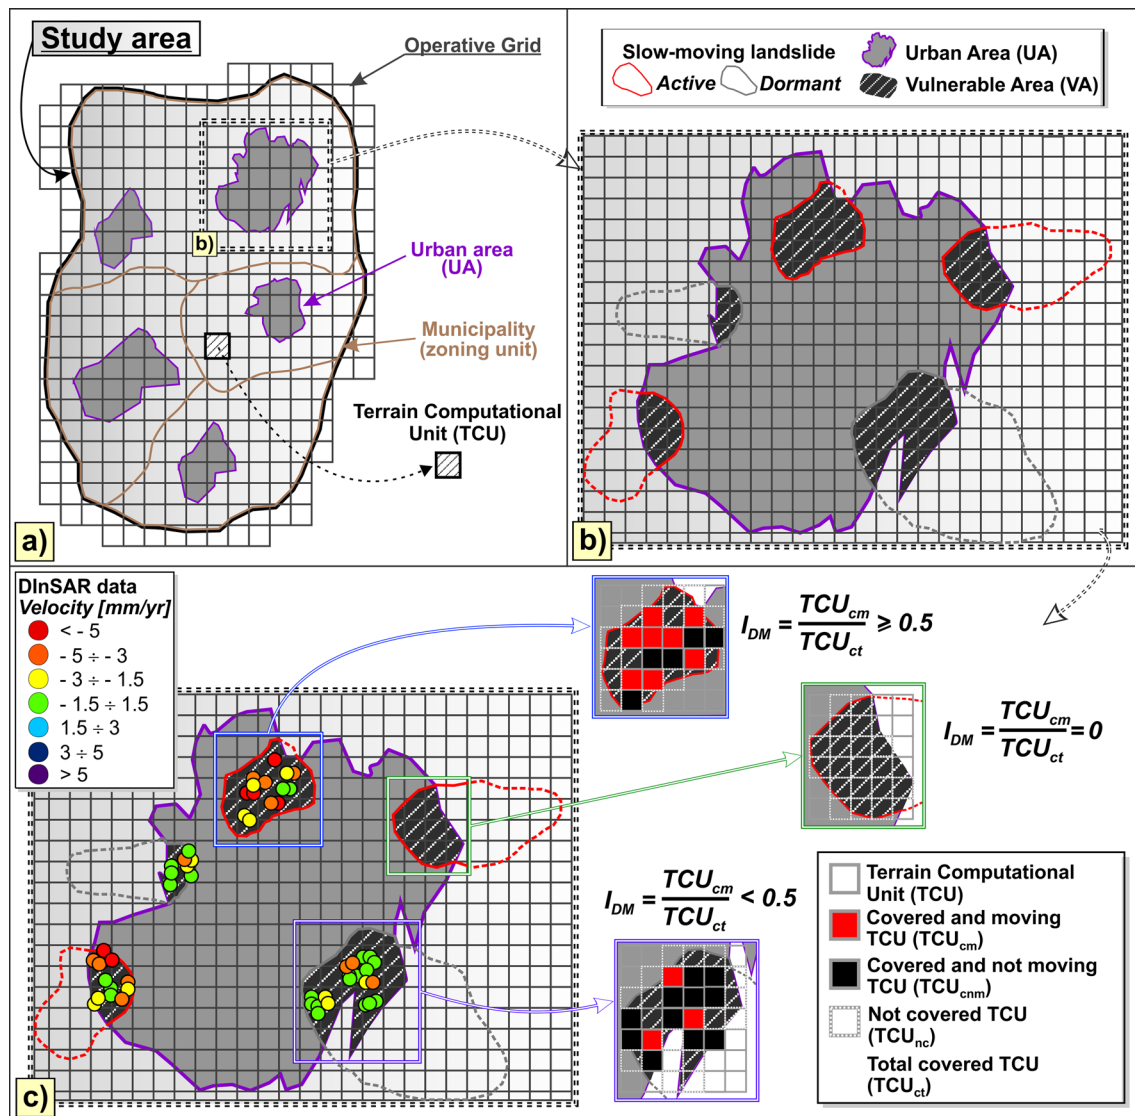 Study area
Operative Grid
b)
Urban area
(UA)
Municipality
(zoning unit)
Terrain Computational
Unit (TCU)
a)
Slow-moving landslide
Active
Dormant
Urban Area (UA)
Vulnerable Area (VA)
b)
DInSAR data
Velocity [mm/yr]
< - 5
- 5 ÷ - 3
- 3 ÷ - 1.5
- 1.5 ÷ 1.5
1.5 ÷ 3
3 ÷ 5
> 5
I_DM = TCU_cm / TCU_ct ⩾ 0.5
I_DM = TCU_cm / TCU_ct = 0
I_DM = TCU_cm / TCU_ct < 0.5
Terrain Computational
Unit (TCU)
Covered and moving
TCU (TCU_cm)
Covered and not moving
TCU (TCU_cnm)
Not covered TCU
(TCU_nc)
Total covered TCU
(TCU_ct)
c)